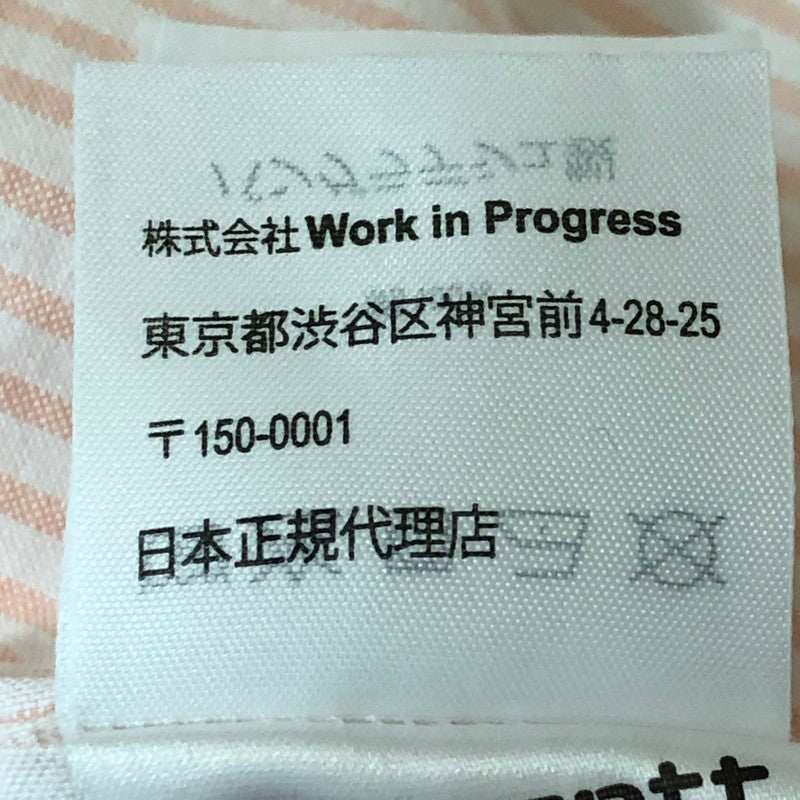 株式会社Work in Progress
東京都渋谷区神宮前4-28-25
〒150-0001
日本正規代理店